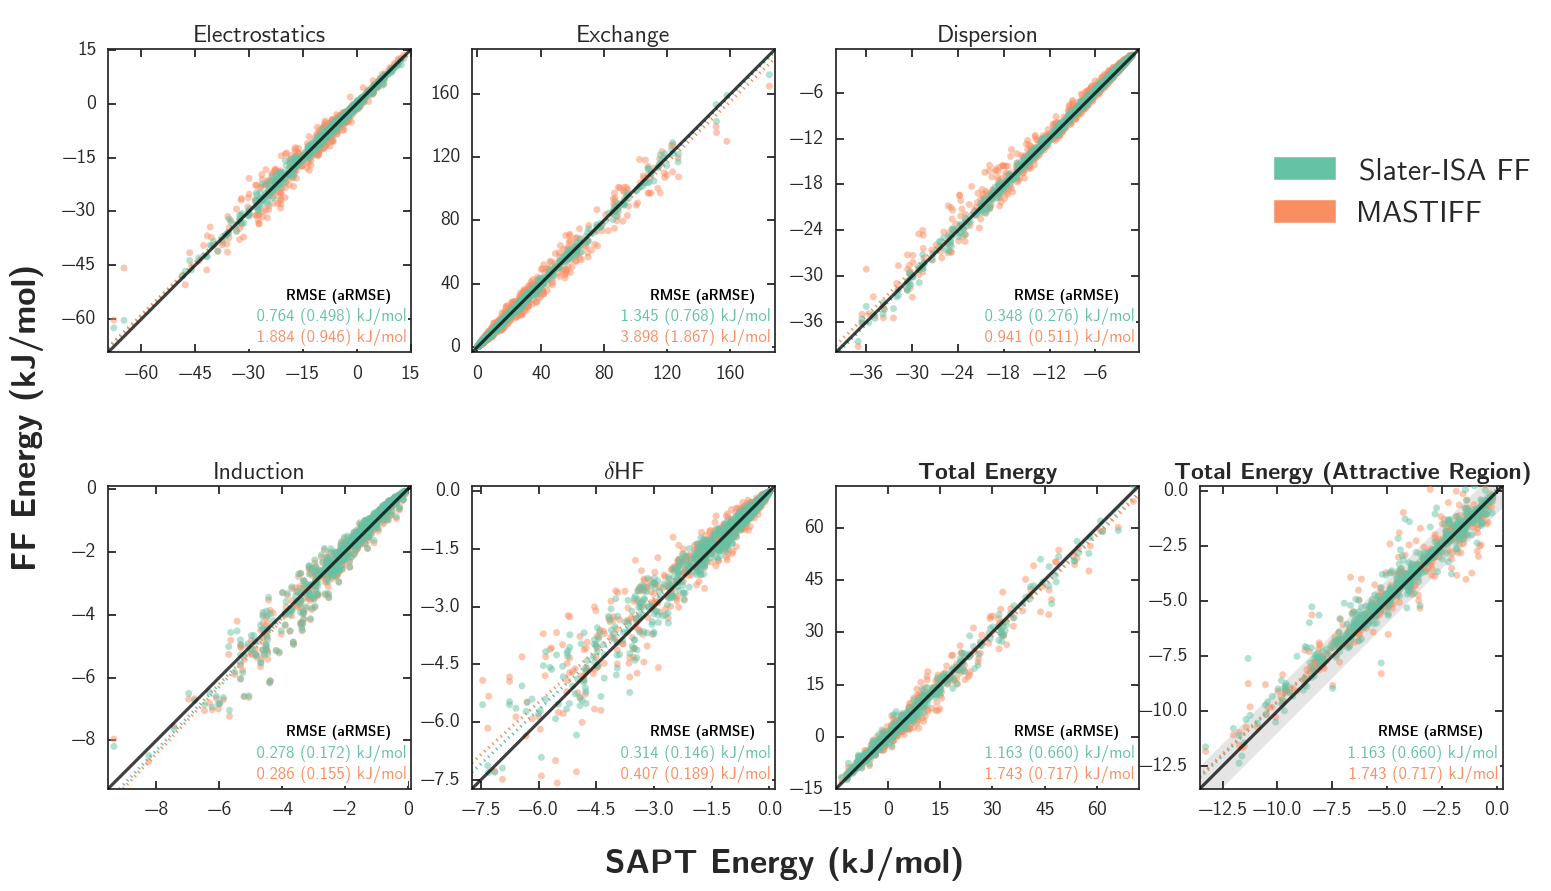 Electrostatics
15
0
−15
−30
−45
−60
RMSE (aRMSE)
0.764 (0.498) kJ/mol
1.884 (0.946) kJ/mol
−60 −45 −30 −15 0 15
Exchange
160
120
80
40
0
RMSE (aRMSE)
1.345 (0.768) kJ/mol
3.898 (1.867) kJ/mol
0 40 80 120 160
Dispersion
−6
−12
−18
−24
−30
−36
RMSE (aRMSE)
0.348 (0.276) kJ/mol
0.941 (0.511) kJ/mol
−36 −30 −24 −18 −12 −6
Slater-ISA FF
MASTIFF
FF Energy (kJ/mol)
Induction
0
−2
−4
−6
−8
RMSE (aRMSE)
0.278 (0.172) kJ/mol
0.286 (0.155) kJ/mol
−8 −6 −4 −2 0
δHF
0.0
−1.5
−3.0
−4.5
−6.0
−7.5
RMSE (aRMSE)
0.314 (0.146) kJ/mol
0.407 (0.189) kJ/mol
−7.5 −6.0 −4.5 −3.0 −1.5 0.0
Total Energy
60
45
30
15
0
−15
RMSE (aRMSE)
1.163 (0.660) kJ/mol
1.743 (0.717) kJ/mol
−15 0 15 30 45 60
Total Energy (Attractive Region)
0.0
−2.5
−5.0
−7.5
−10.0
−12.5
RMSE (aRMSE)
1.163 (0.660) kJ/mol
1.743 (0.717) kJ/mol
−12.5 −10.0 −7.5 −5.0 −2.5 0.0
SAPT Energy (kJ/mol)